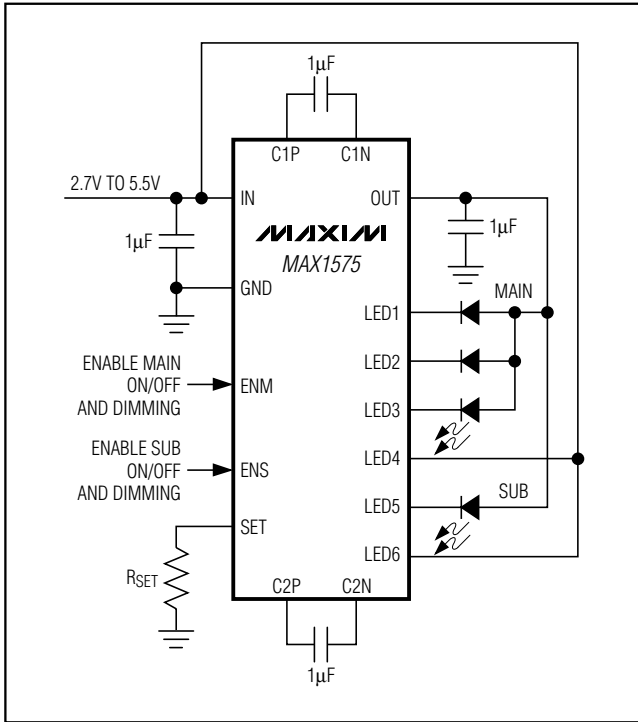 1µF
C1P
C1N
2.7V TO 5.5V
IN
OUT
1µF
MAXIM
MAX1575
1µF
GND
LED1
MAIN
ENABLE MAIN
ON/OFF
AND DIMMING
ENM
LED2
LED3
ENABLE SUB
ON/OFF
AND DIMMING
ENS
LED4
LED5
SUB
SET
LED6
RSET
C2P
C2N
1µF